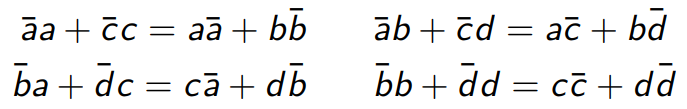 āa + c̄c = aā + bb̄ āb + c̄d = ac̄ + bd̄
b̄a + d̄c = cā + db̄ b̄b + d̄d = cc̄ + dd̄